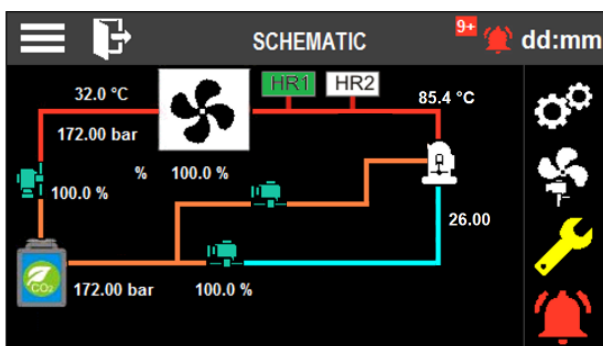 SCHEMATIC
9+
dd:mm
32.0 °C
HR1
HR2
85.4 °C
172.00 bar
% 100.0 %
100.0 %
26.00
CO2
172.00 bar
100.0 %